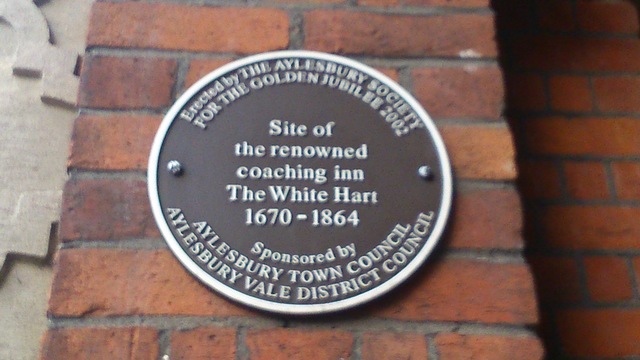 Erected by THE AYLESBURY SOCIETY
FOR THE GOLDEN JUBILEE 2002
Site of
the renowned
coaching inn
The White Hart
1670 - 1864
Sponsored by
AYLESBURY TOWN COUNCIL
AYLESBURY VALE DISTRICT COUNCIL